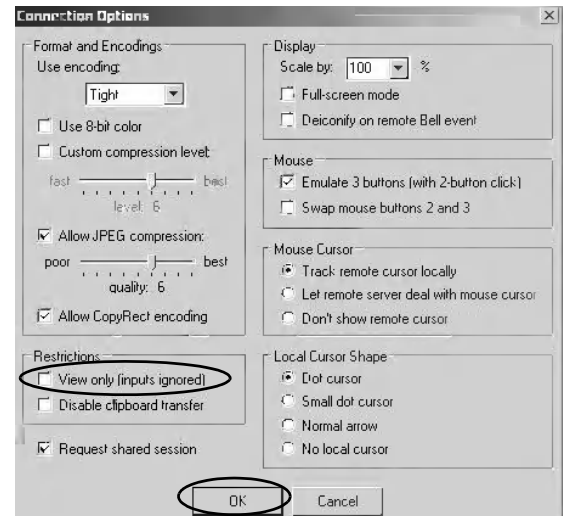 Connection Options
Format and Encodings
Use encoding:
Tight
Use 8-bit color
Custom compression level:
fast best
level: 6
Allow JPEG compression:
poor best
quality: 6
Allow CopyRect encoding
Restrictions
View only (inputs ignored)
Disable clipboard transfer
Request shared session
Display
Scale by: 100 %
Full-screen mode
Deiconify on remote Bell event
Mouse
Emulate 3 buttons (with 2-button click)
Swap mouse buttons 2 and 3
Mouse Cursor
Track remote cursor locally
Let remote server deal with mouse cursor
Don't show remote cursor
Local Cursor Shape
Dot cursor
Small dot cursor
Normal arrow
No local cursor
OK Cancel